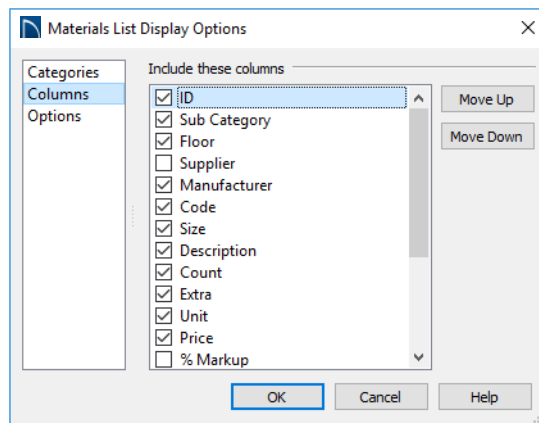 Materials List Display Options
Categories
Columns
Options
Include these columns
ID
Sub Category
Floor
Supplier
Manufacturer
Code
Size
Description
Count
Extra
Unit
Price
% Markup
Move Up
Move Down
OK
Cancel
Help